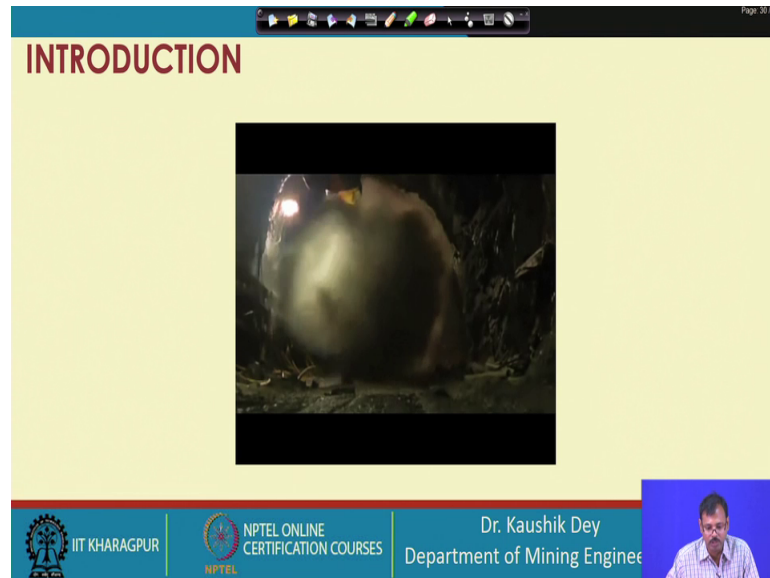 Page: 30 /
INTRODUCTION
IIT KHARAGPUR
NPTEL
NPTEL ONLINE
CERTIFICATION COURSES
Dr. Kaushik Dey
Department of Mining Enginee